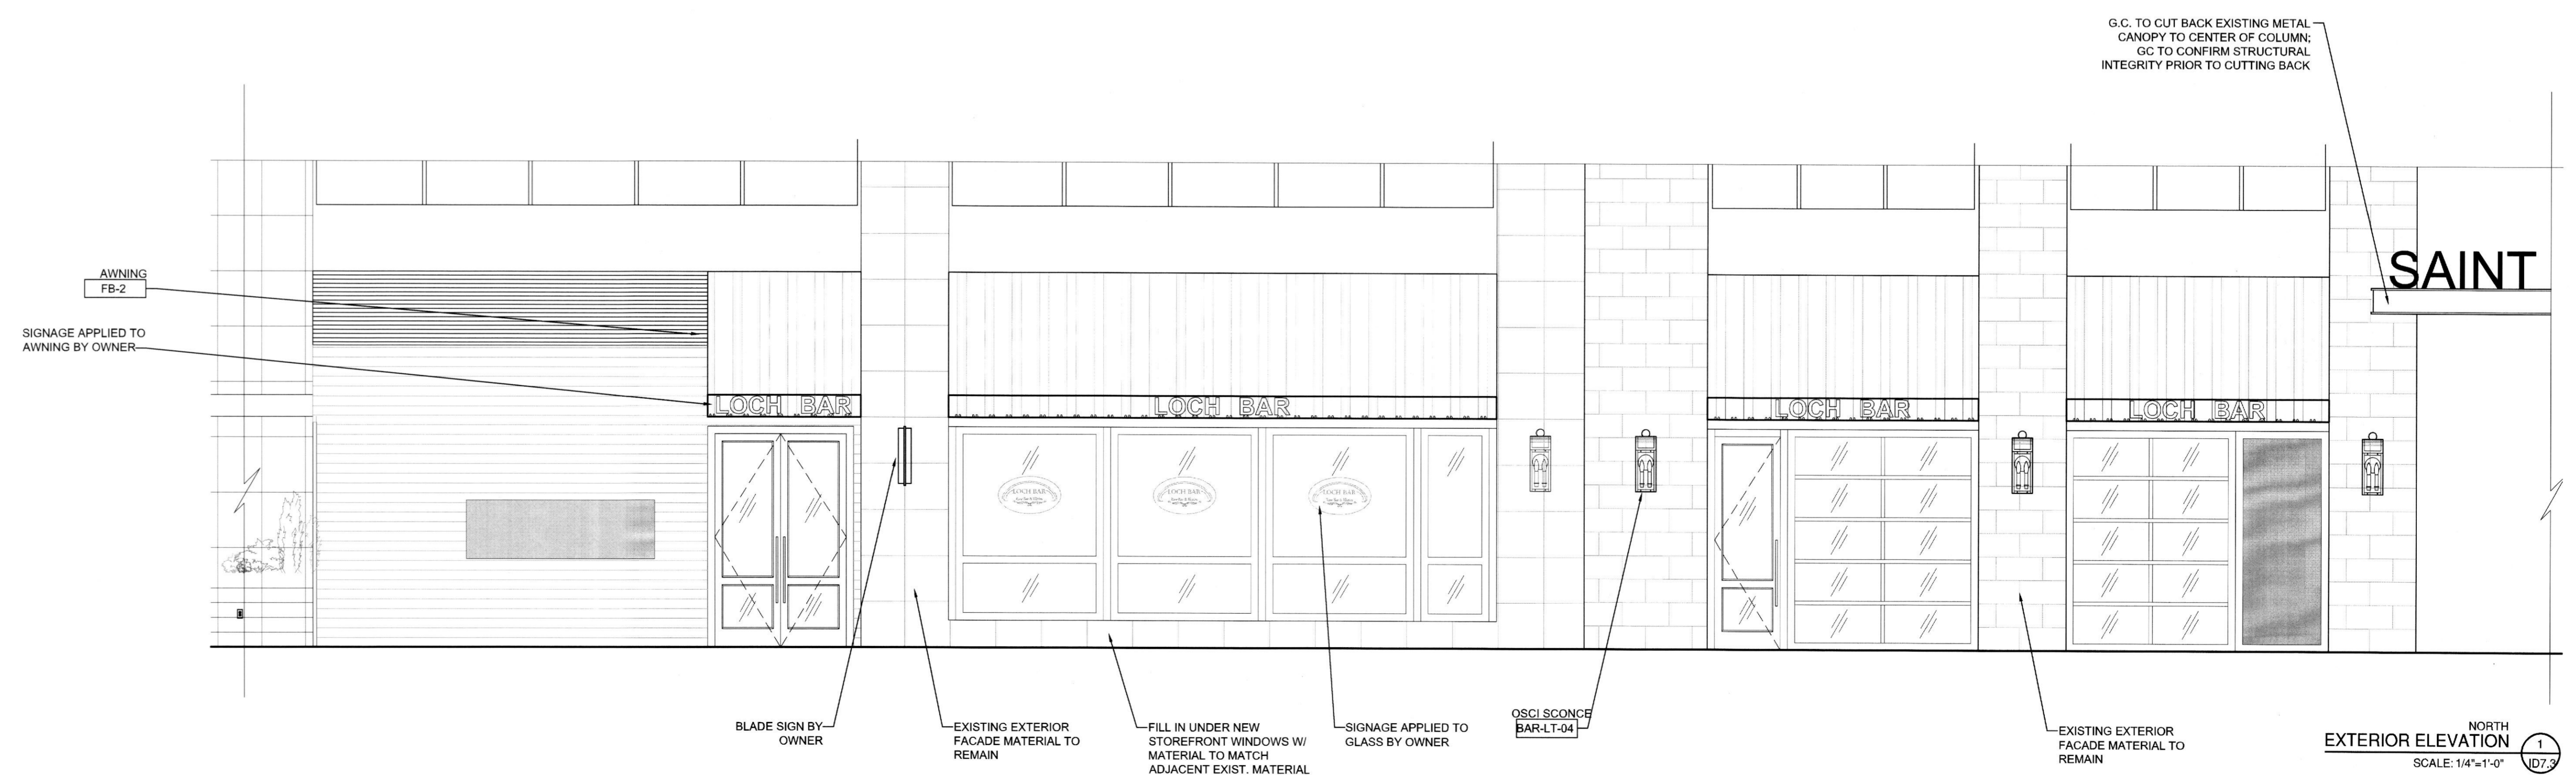 G.C. TO CUT BACK EXISTING METAL
CANOPY TO CENTER OF COLUMN;
GC TO CONFIRM STRUCTURAL
INTEGRITY PRIOR TO CUTTING BACK
SAINT
AWNING
FB-2
SIGNAGE APPLIED TO
AWNING BY OWNER
LOCH BAR
LOCH BAR
LOCH BAR
LOCH BAR
LOCH BAR
LOCH BAR
LOCH BAR
BLADE SIGN BY
OWNER
EXISTING EXTERIOR
FACADE MATERIAL TO
REMAIN
FILL IN UNDER NEW
STOREFRONT WINDOWS W/
MATERIAL TO MATCH
ADJACENT EXIST. MATERIAL
SIGNAGE APPLIED TO
GLASS BY OWNER
OSCI SCONCE
BAR-LT-04
EXISTING EXTERIOR
FACADE MATERIAL TO
REMAIN
NORTH
EXTERIOR ELEVATION
SCALE: 1/4"=1'-0"
1
ID7.3